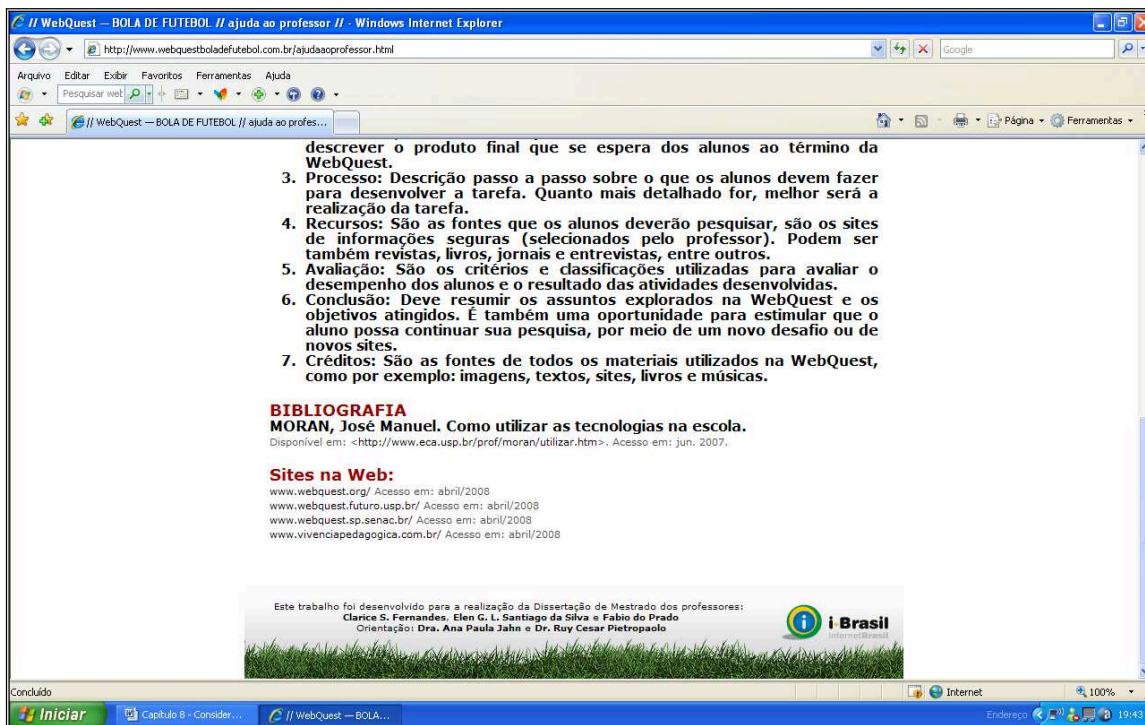 // WebQuest — BOLA DE FUTEBOL // ajuda ao professor // - Windows Internet Explorer
http://www.webquestboladefutebol.com.br/ajudaaoprofessor.html
Google
Arquivo Editar Exibir Favoritos Ferramentas Ajuda
Pesquisar web
// WebQuest — BOLA DE FUTEBOL // ajuda ao profes...
Página
Ferramentas
descrever o produto final que se espera dos alunos ao término da
WebQuest.
3. Processo: Descrição passo a passo sobre o que os alunos devem fazer
para desenvolver a tarefa. Quanto mais detalhado for, melhor será a
realização da tarefa.
4. Recursos: São as fontes que os alunos deverão pesquisar, são os sites
de informações seguras (selecionados pelo professor). Podem ser
também revistas, livros, jornais e entrevistas, entre outros.
5. Avaliação: São os critérios e classificações utilizadas para avaliar o
desempenho dos alunos e o resultado das atividades desenvolvidas.
6. Conclusão: Deve resumir os assuntos explorados na WebQuest e os
objetivos atingidos. É também uma oportunidade para estimular que o
aluno possa continuar sua pesquisa, por meio de um novo desafio ou de
novos sites.
7. Créditos: São as fontes de todos os materiais utilizados na WebQuest,
como por exemplo: imagens, textos, sites, livros e músicas.
BIBLIOGRAFIA
MORAN, José Manuel. Como utilizar as tecnologias na escola.
Disponível em: <http://www.eca.usp.br/prof/moran/utilizar.htm>. Acesso em: jun. 2007.
Sites na Web:
www.webquest.org/ Acesso em: abril/2008
www.webquest.futuro.usp.br/ Acesso em: abril/2008
www.webquest.sp.senac.br/ Acesso em: abril/2008
www.vivenciapedagogica.com.br/ Acesso em: abril/2008
Este trabalho foi desenvolvido para a realização da Dissertação de Mestrado dos professores:
Clarice S. Fernandes, Elen G. L. Santiago da Silva e Fabio do Prado
Orientação: Dra. Ana Paula Jahn e Dr. Ruy Cesar Pietropaolo
i-Brasil
internetBrasil
Concluído
Internet
100%
Iniciar
Capítulo 8 - Consider...
// WebQuest — BOLA...
Endereço
19:43